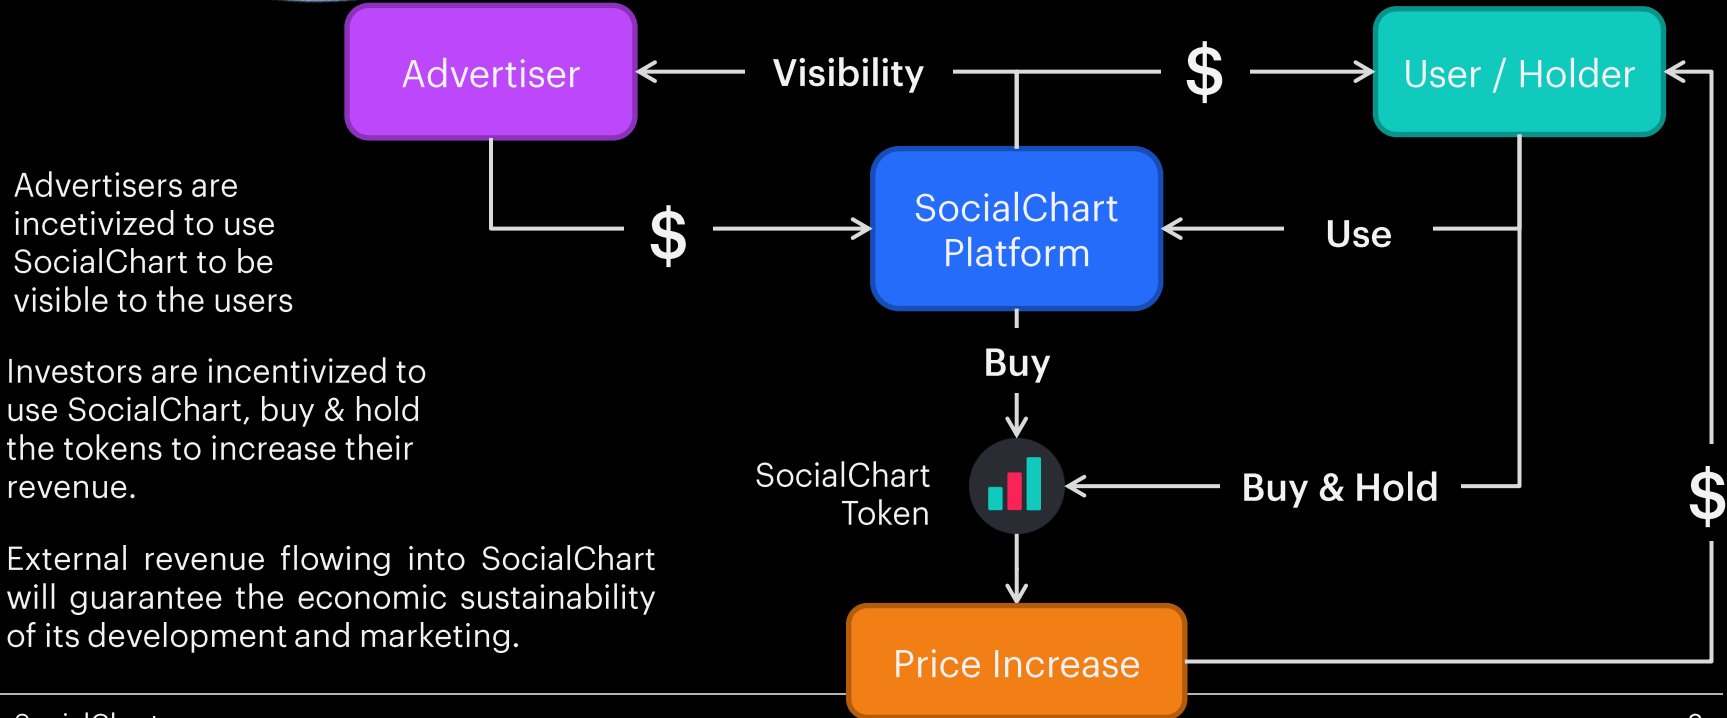 Advertiser
Visibility
$
User / Holder
Advertisers are
incetivized to use
SocialChart to be
visible to the users
$
SocialChart
Platform
Use
Buy
Investors are incentivized to
use SocialChart, buy & hold
the tokens to increase their
revenue.
SocialChart
Token
Buy & Hold
$
External revenue flowing into SocialChart
will guarantee the economic sustainability
of its development and marketing.
Price Increase
SocialChart